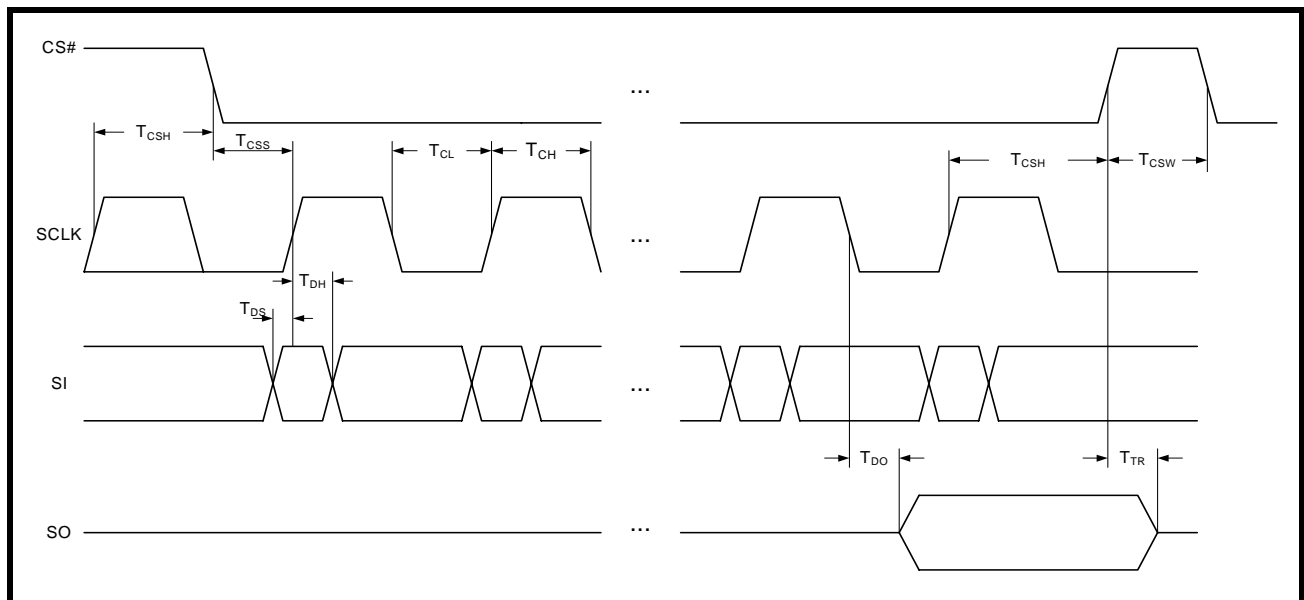 CS#
...
T_CSH
T_CSS
T_CL
T_CH
T_CSH
T_CSW
SCLK
...
T_DH
T_DS
SI
...
T_DO
T_TR
SO
...